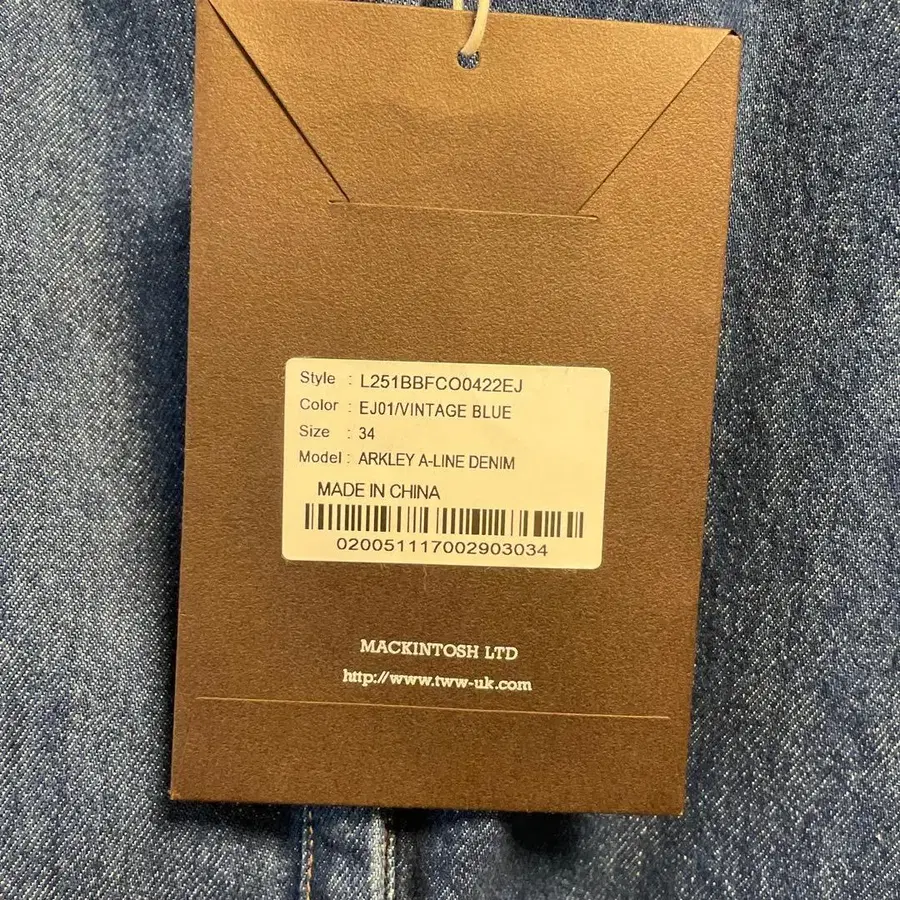 Style : L251BBFCO0422EJ
Color : EJ01/VINTAGE BLUE
Size : 34
Model : ARKLEY A-LINE DENIM
MADE IN CHINA
020051117002903034
MACKINTOSH LTD
http://www.tww-uk.com